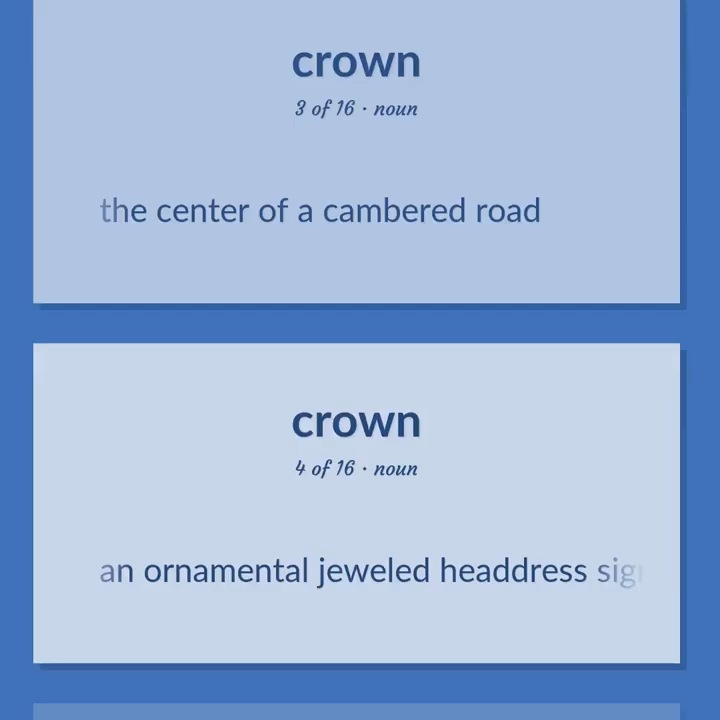 crown
3 of 16 · noun
the center of a cambered road
crown
4 of 16 · noun
an ornamental jeweled headdress